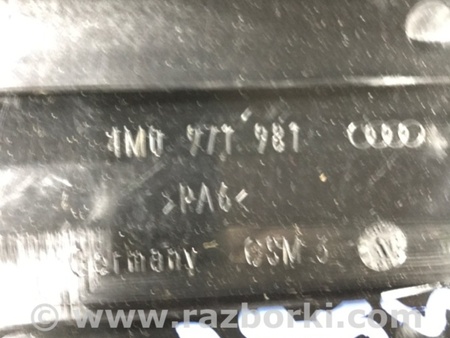 4M0 971 981
>PA6<
Germany GSM 3
© www.razborki.com